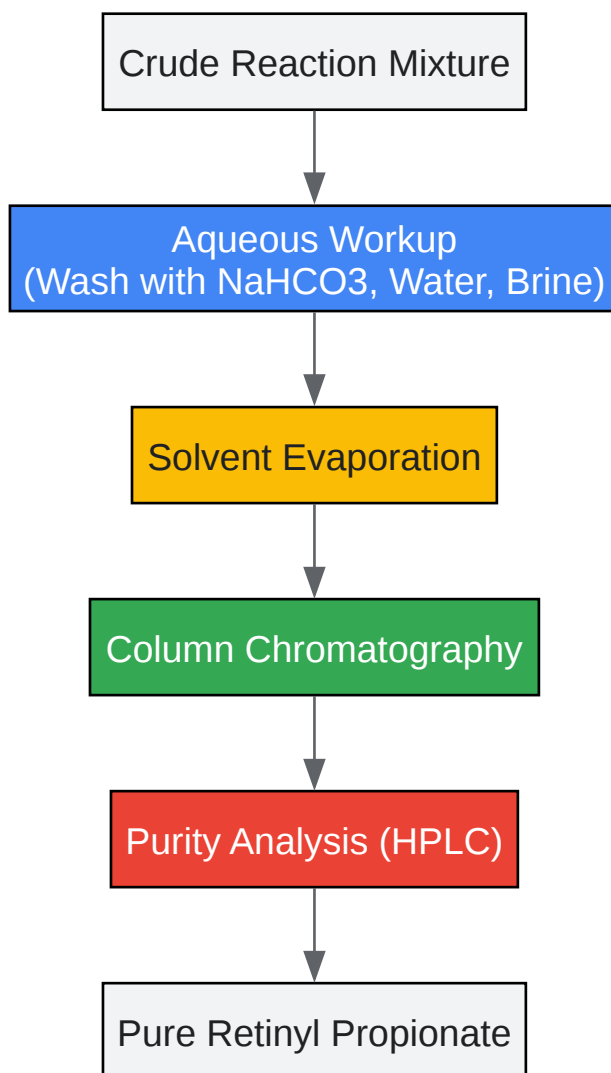 Crude Reaction Mixture
Aqueous Workup
(Wash with NaHCO3, Water, Brine)
Solvent Evaporation
Column Chromatography
Purity Analysis (HPLC)
Pure Retinyl Propionate